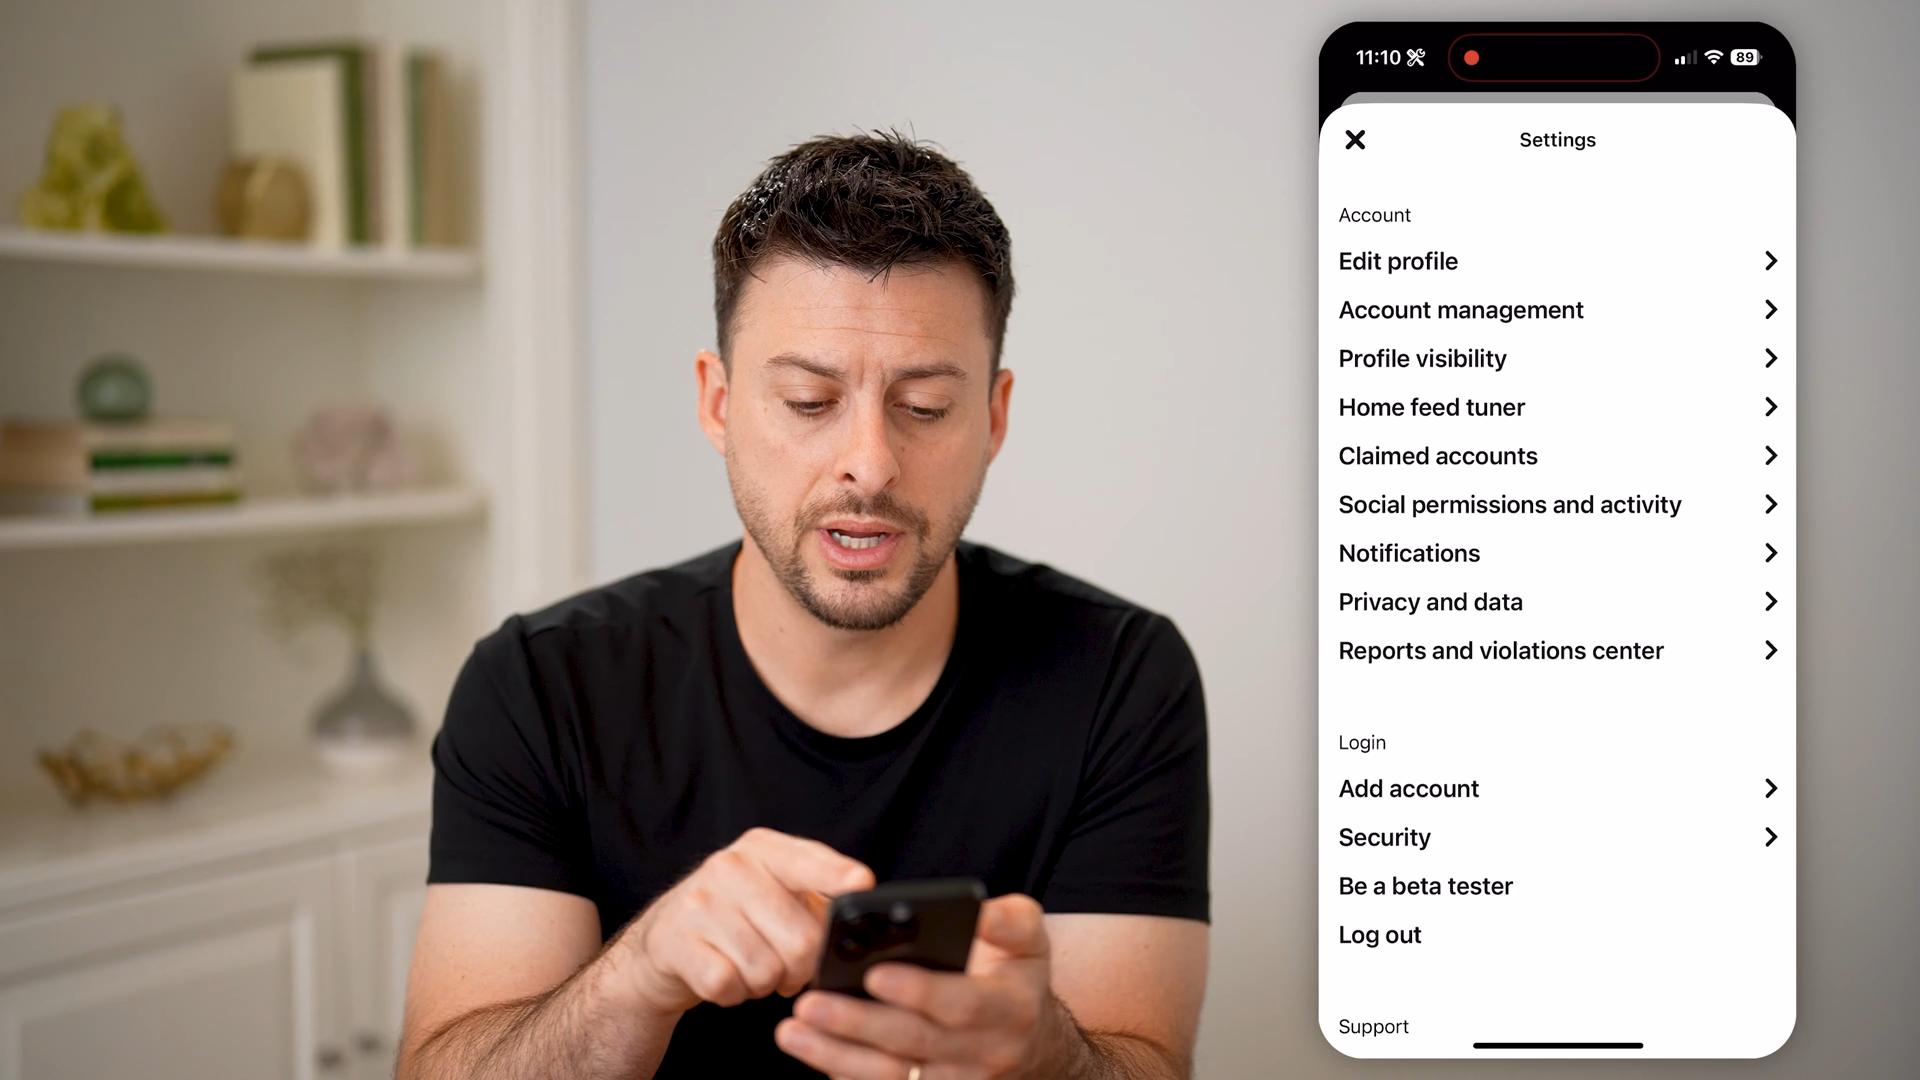 11:10
89
Settings
Account
Edit profile
Account management
Profile visibility
Home feed tuner
Claimed accounts
Social permissions and activity
Notifications
Privacy and data
Reports and violations center
Login
Add account
Security
Be a beta tester
Log out
Support